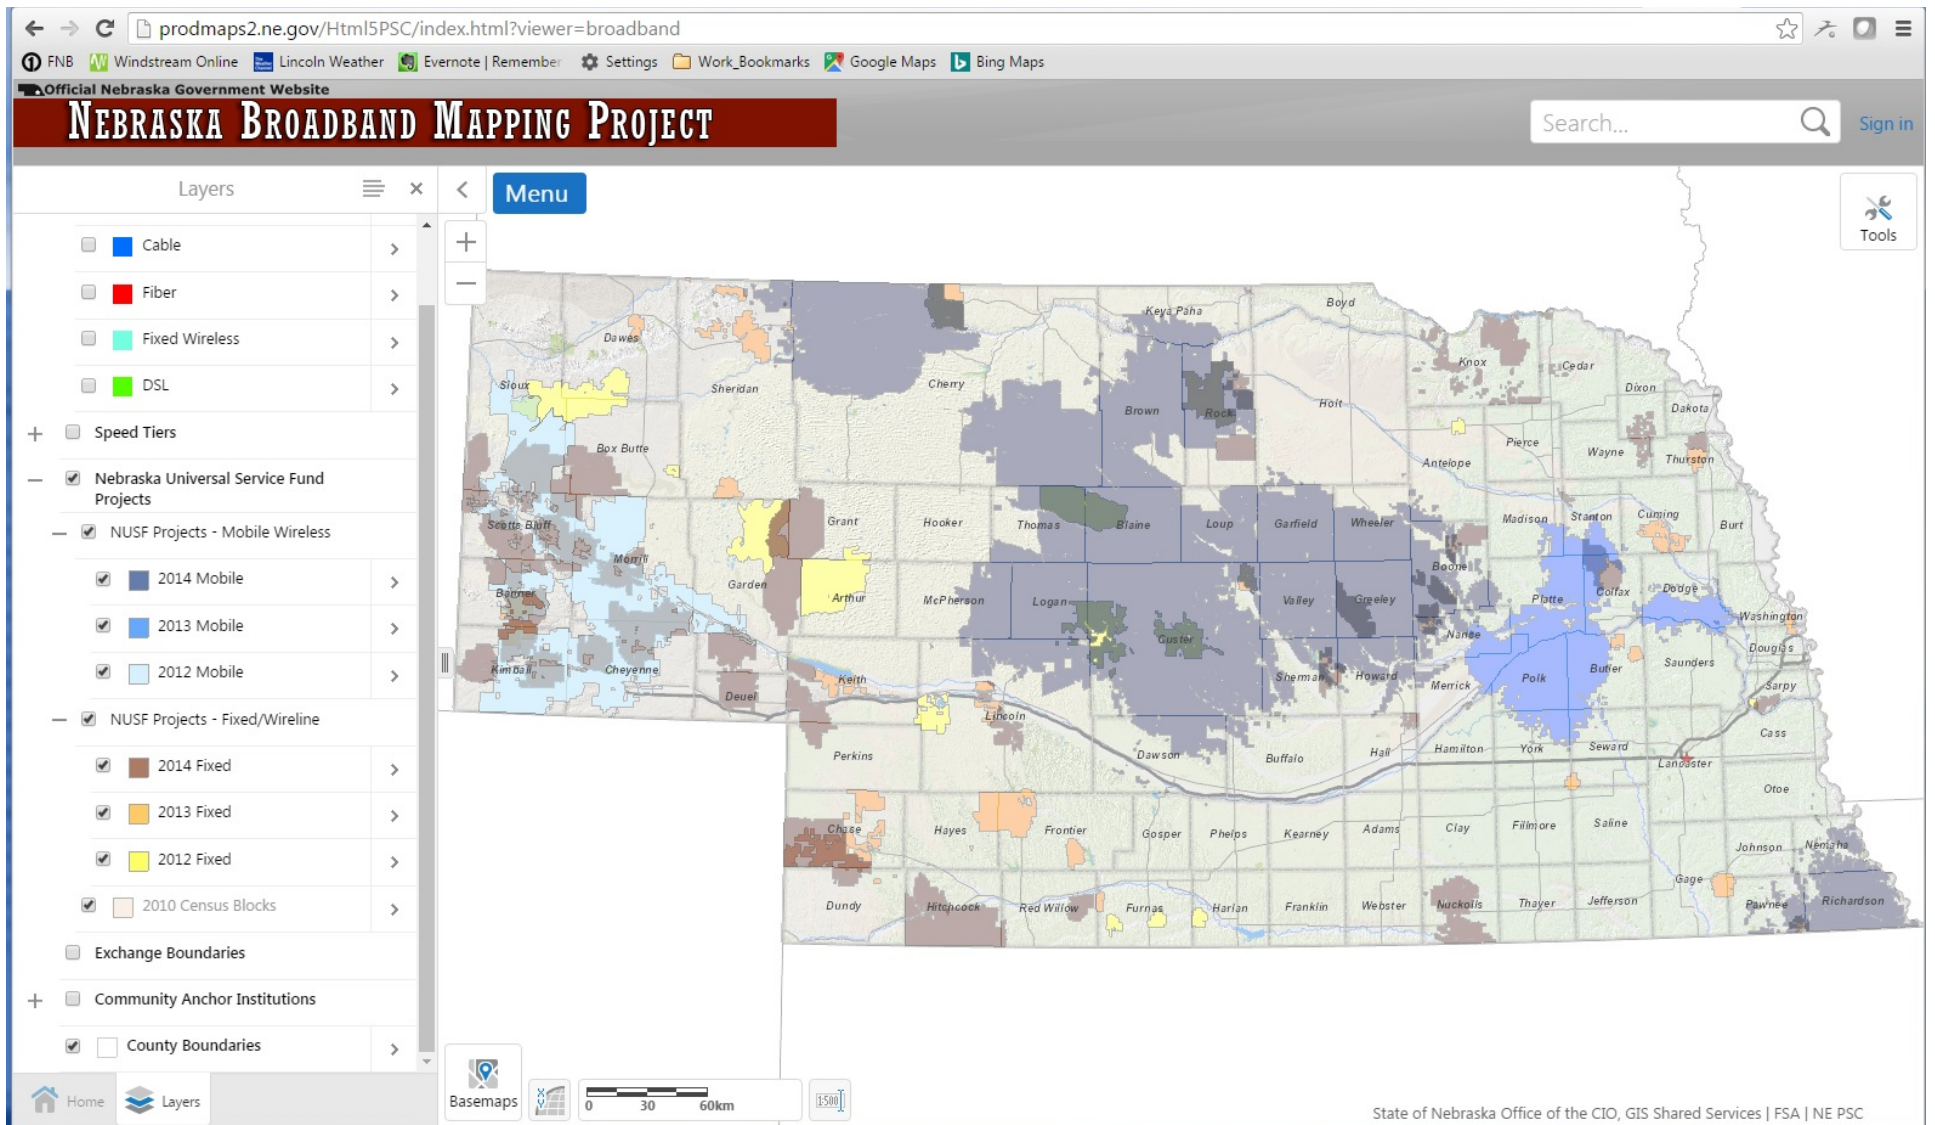 prodmaps2.ne.gov/Html5PSC/index.html?viewer=broadband
FNB Windstream Online Lincoln Weather Evernote | Remember Settings Work_Bookmarks Google Maps Bing Maps
Official Nebraska Government Website
NEBRASKA BROADBAND MAPPING PROJECT
Search...
Sign in
Layers
Menu
Tools
Cable
Fiber
Fixed Wireless
DSL
Speed Tiers
Nebraska Universal Service Fund
Projects
NUSF Projects - Mobile Wireless
2014 Mobile
2013 Mobile
2012 Mobile
NUSF Projects - Fixed/Wireline
2014 Fixed
2013 Fixed
2012 Fixed
2010 Census Blocks
Exchange Boundaries
Community Anchor Institutions
County Boundaries
Home
Layers
Boyd
Keya Paha
Dawes
Knox
Cedar
Sioux
Sheridan
Cherry
Dixon
Brown
Rock
Holt
Dakota
Box Butte
Pierce
Wayne
Thurston
Antelope
Scotts Bluff
Grant
Hooker
Thomas
Blaine
Loup
Garfield
Wheeler
Madison
Stanton
Cuming
Burt
Morrill
Boone
Garden
Banner
Arthur
McPherson
Logan
Valley
Greeley
Platte
Colfax
Dodge
Washington
Custer
Nance
Douglas
Kimball
Cheyenne
Keith
Sherman
Howard
Merrick
Polk
Butler
Saunders
Sarpy
Deuel
Lincoln
Perkins
Dawson
Buffalo
Hall
Hamilton
York
Seward
Cass
Lancaster
Otoe
Chase
Hayes
Frontier
Gosper
Phelps
Kearney
Adams
Clay
Fillmore
Saline
Johnson
Nemaha
Gage
Dundy
Hitchcock
Red Willow
Furnas
Harlan
Franklin
Webster
Nuckolls
Thayer
Jefferson
Pawnee
Richardson
Basemaps
X Y
0 30 60km
1:500
State of Nebraska Office of the CIO, GIS Shared Services | FSA | NE PSC